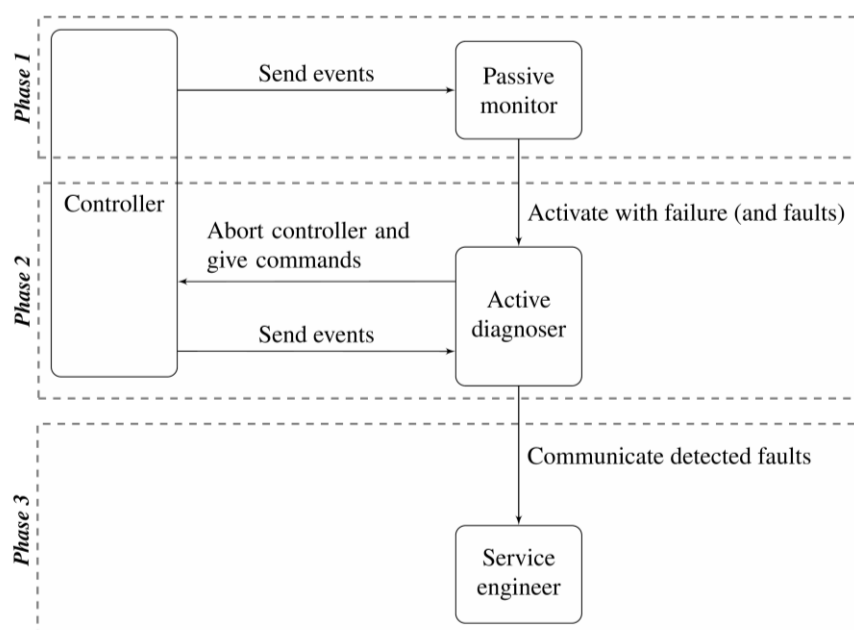 Phase 1
Send events
Passive
monitor
Controller
Activate with failure (and faults)
Phase 2
Abort controller and
give commands
Active
diagnoser
Send events
Communicate detected faults
Phase 3
Service
engineer